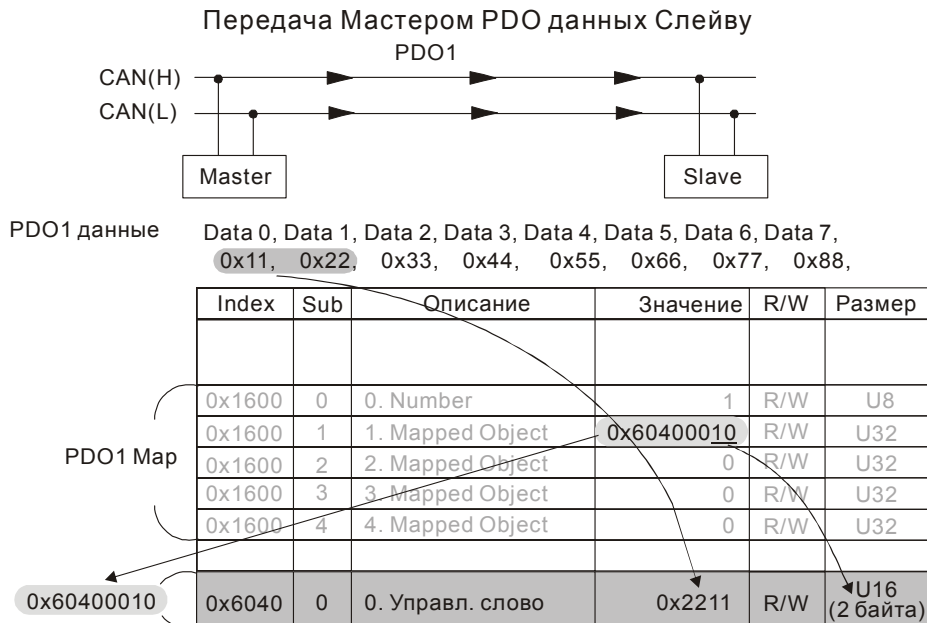 Передача Мастером PDO данных Слейву
PDO1
CAN(H)
CAN(L)
Master Slave
PDO1 данные Data 0, Data 1, Data 2, Data 3, Data 4, Data 5, Data 6, Data 7,
0x11, 0x22, 0x33, 0x44, 0x55, 0x66, 0x77, 0x88,
Index Sub Описание Значение R/W Размер
0x1600 0 0. Number 1 R/W U8
0x1600 1 1. Mapped Object 0x60400010 R/W U32
PDO1 Map
0x1600 2 2. Mapped Object 0 R/W U32
0x1600 3 3. Mapped Object 0 R/W U32
0x1600 4 4. Mapped Object 0 R/W U32
0x60400010 0x6040 0 0. Управл. слово 0x2211 R/W U16
(2 байта)